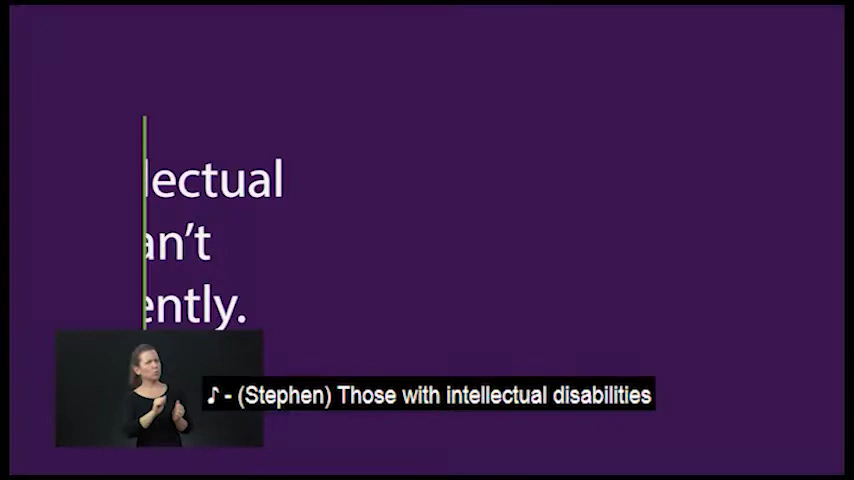 lectual
an't
ently.
♪ - (Stephen) Those with intellectual disabilities